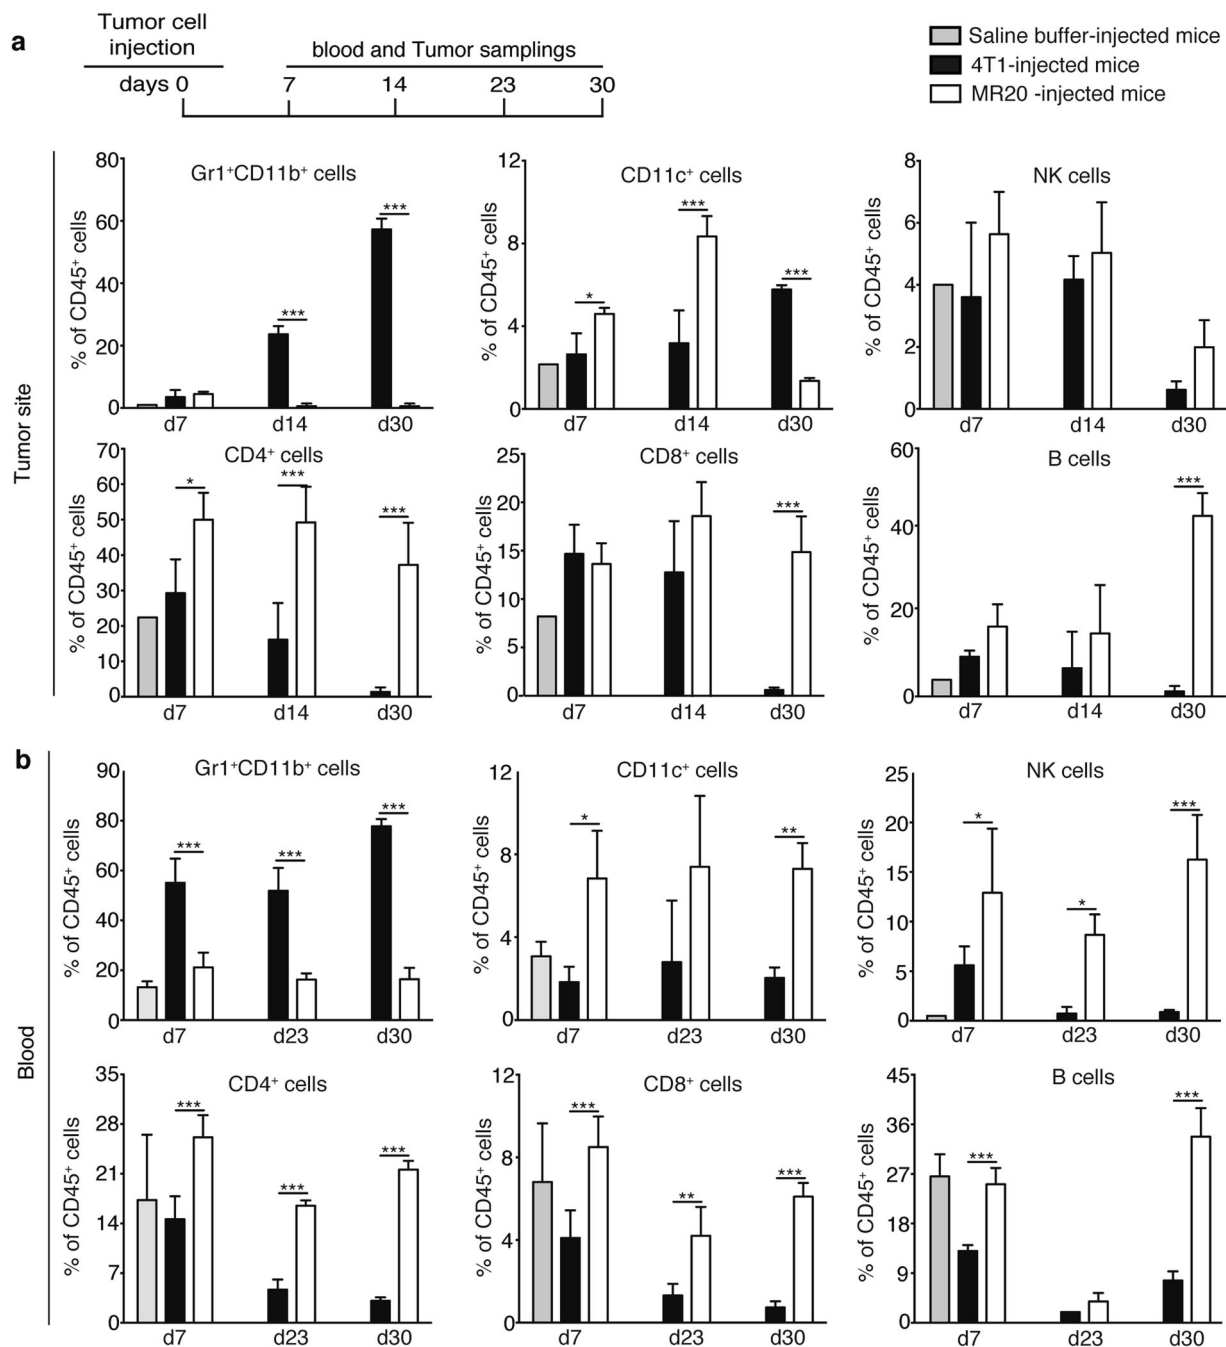 a
Tumor cell
injection
blood and Tumor samplings
days 0 7 14 23 30
Saline buffer-injected mice
4T1-injected mice
MR20 -injected mice
Tumor site
Gr1⁺CD11b⁺ cells
% of CD45⁺ cells
80
60
40
20
0
***
***
d7 d14 d30
CD11c⁺ cells
% of CD45⁺ cells
12
8
4
0
*
***
***
d7 d14 d30
NK cells
% of CD45⁺ cells
8
6
4
2
0
d7 d14 d30
CD4⁺ cells
% of CD45⁺ cells
70
60
50
40
30
20
10
0
*
***
***
d7 d14 d30
CD8⁺ cells
% of CD45⁺ cells
25
20
15
10
5
0
***
d7 d14 d30
B cells
% of CD45⁺ cells
60
40
20
0
***
d7 d14 d30
b
Blood
Gr1⁺CD11b⁺ cells
% of CD45⁺ cells
90
80
60
40
20
0
***
***
***
d7 d23 d30
CD11c⁺ cells
% of CD45⁺ cells
12
8
4
0
*
**
d7 d23 d30
NK cells
% of CD45⁺ cells
25
20
15
10
5
0
*
*
***
d7 d23 d30
CD4⁺ cells
% of CD45⁺ cells
35
28
21
14
7
0
***
***
***
d7 d23 d30
CD8⁺ cells
% of CD45⁺ cells
12
8
4
0
***
**
***
d7 d23 d30
B cells
% of CD45⁺ cells
45
36
27
18
9
0
***
***
d7 d23 d30